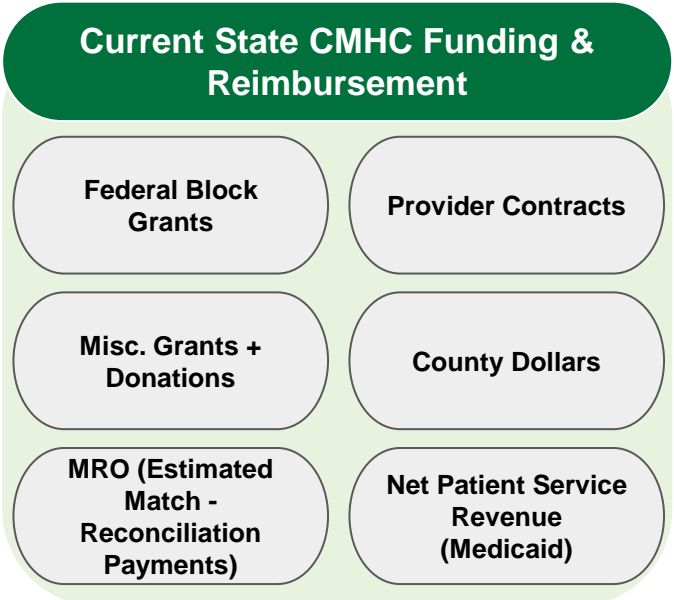 Current State CMHC Funding &
Reimbursement
Federal Block
Grants
Provider Contracts
Misc. Grants +
Donations
County Dollars
MRO (Estimated
Match -
Reconciliation
Payments)
Net Patient Service
Revenue
(Medicaid)